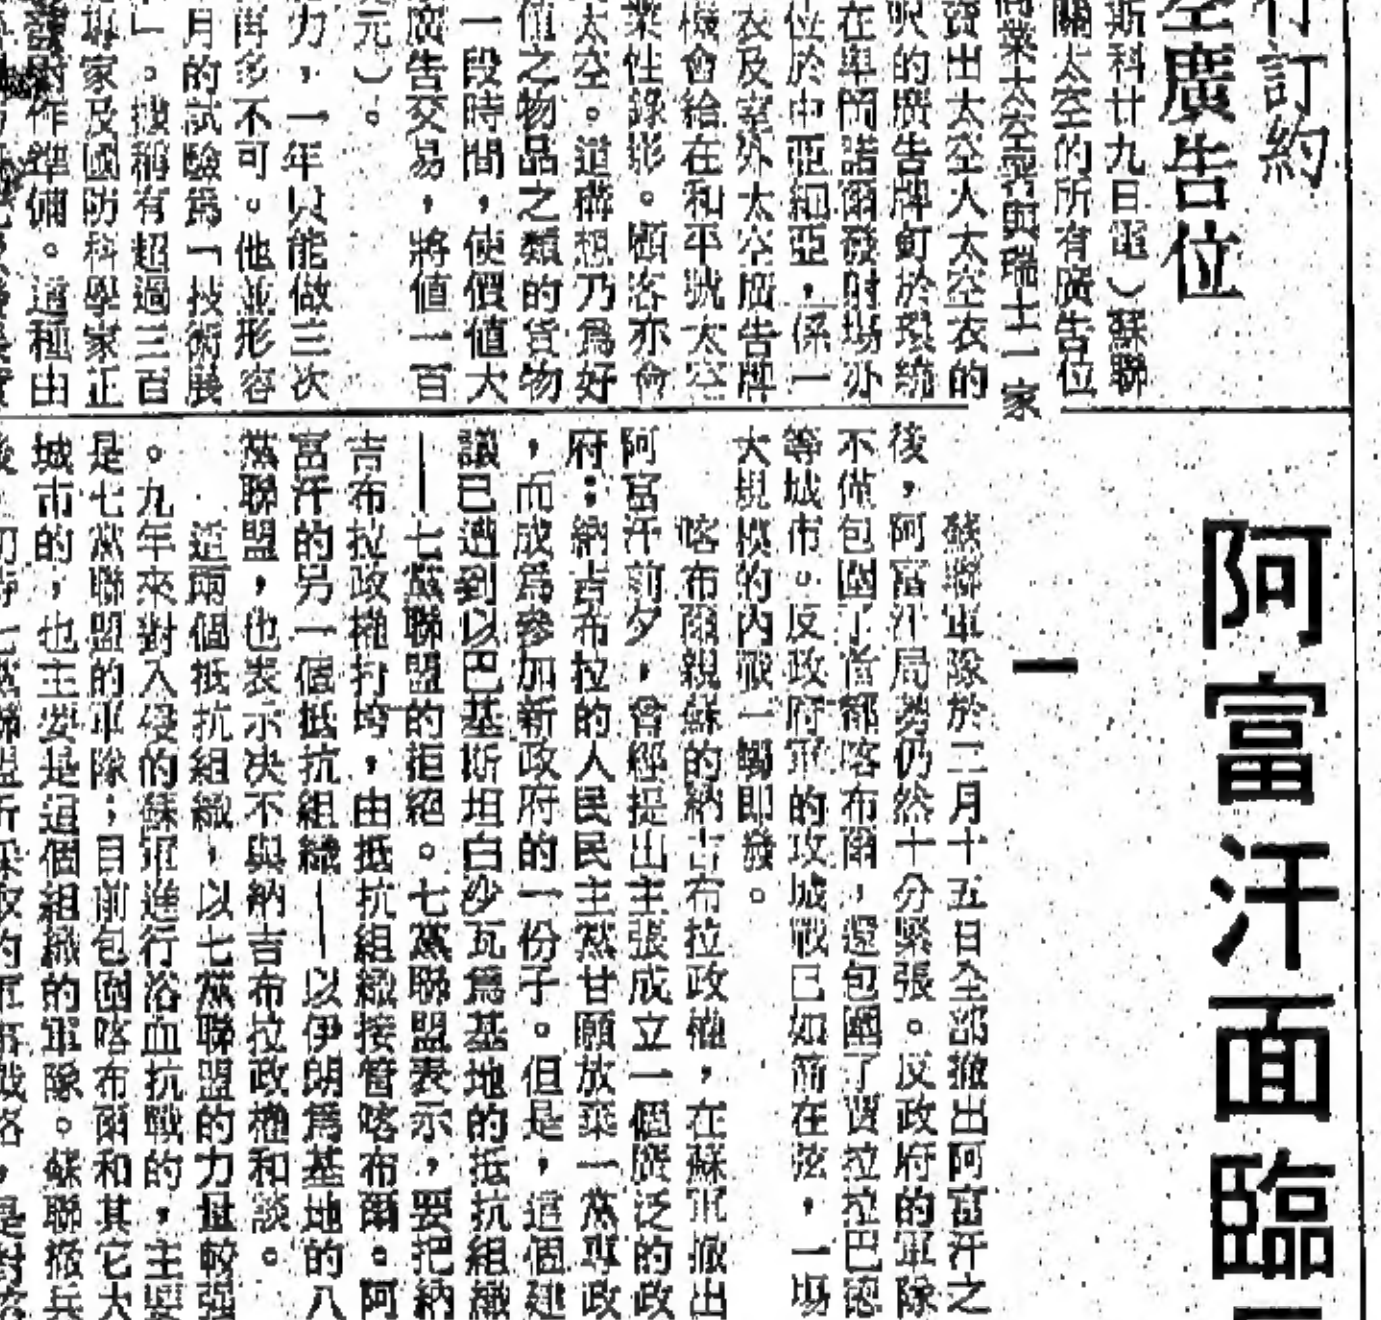 行訂約
空廣告位
斯科廿九日電）蘇聯
關太空的所有廣告位
商業太空署與瑞士一家
賣出太空人太空衣的
呎的廣告牌釘於環繞
在拜簡諾爾發射場亦
位於中亞細亞，係一
衣及室外太空廣告牌
機會給在和平號太空
業性錄影。顧客亦會
太空。這構想乃為好
值之物品之類的貨物
一段時間，使價值大
廣告交易，將值一百
元）。
力，一年只能做三次
再多不可。他並形容
月的試驗爲「技術展
」。據稱有超過三百
專家及國防科學家正
發射作準備。這種由
阿富汗面臨
一
蘇聯軍隊於二月十五日全部撤出阿富汗之
後，阿富汗局勢仍然十分緊張。反政府的軍隊
不僅包圍了首都喀布爾，還包圍了賈拉拉巴德
等城市。反政府軍的攻城戰已如箭在弦，一場
大規模的內戰一觸即發。
喀布爾親蘇的納吉布拉政權，在蘇軍撤出
阿富汗前夕，曾經提出主張成立一個廣泛的政
府；納吉布拉的人民民主黨甘願放棄一黨專政
，而成爲參加新政府的一份子。但是，這個建
議已遭到以巴基斯坦白沙瓦爲基地的抵抗組織
——七黨聯盟的拒絕。七黨聯盟表示，要把納
吉布拉政權打垮，由抵抗組織接管喀布爾。阿
富汗的另一個抵抗組織——以伊朗爲基地的八
黨聯盟，也表示決不與納吉布拉政權和談。
這兩個抵抗組織，以七黨聯盟的力量較強
。九年來對入侵的蘇軍進行浴血抗戰的，主要
是七黨聯盟的軍隊；目前包圍喀布爾和其它大
城市的，也主要是這個組織的軍隊。蘇聯撤兵